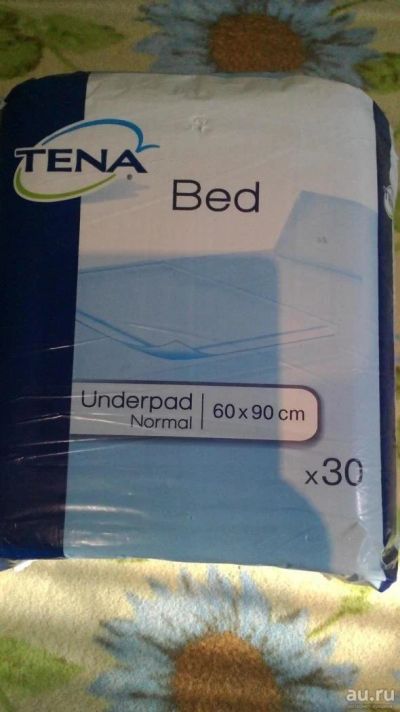 TENA
Bed
Underpad
Normal
60 x 90 cm
x30
au.ru